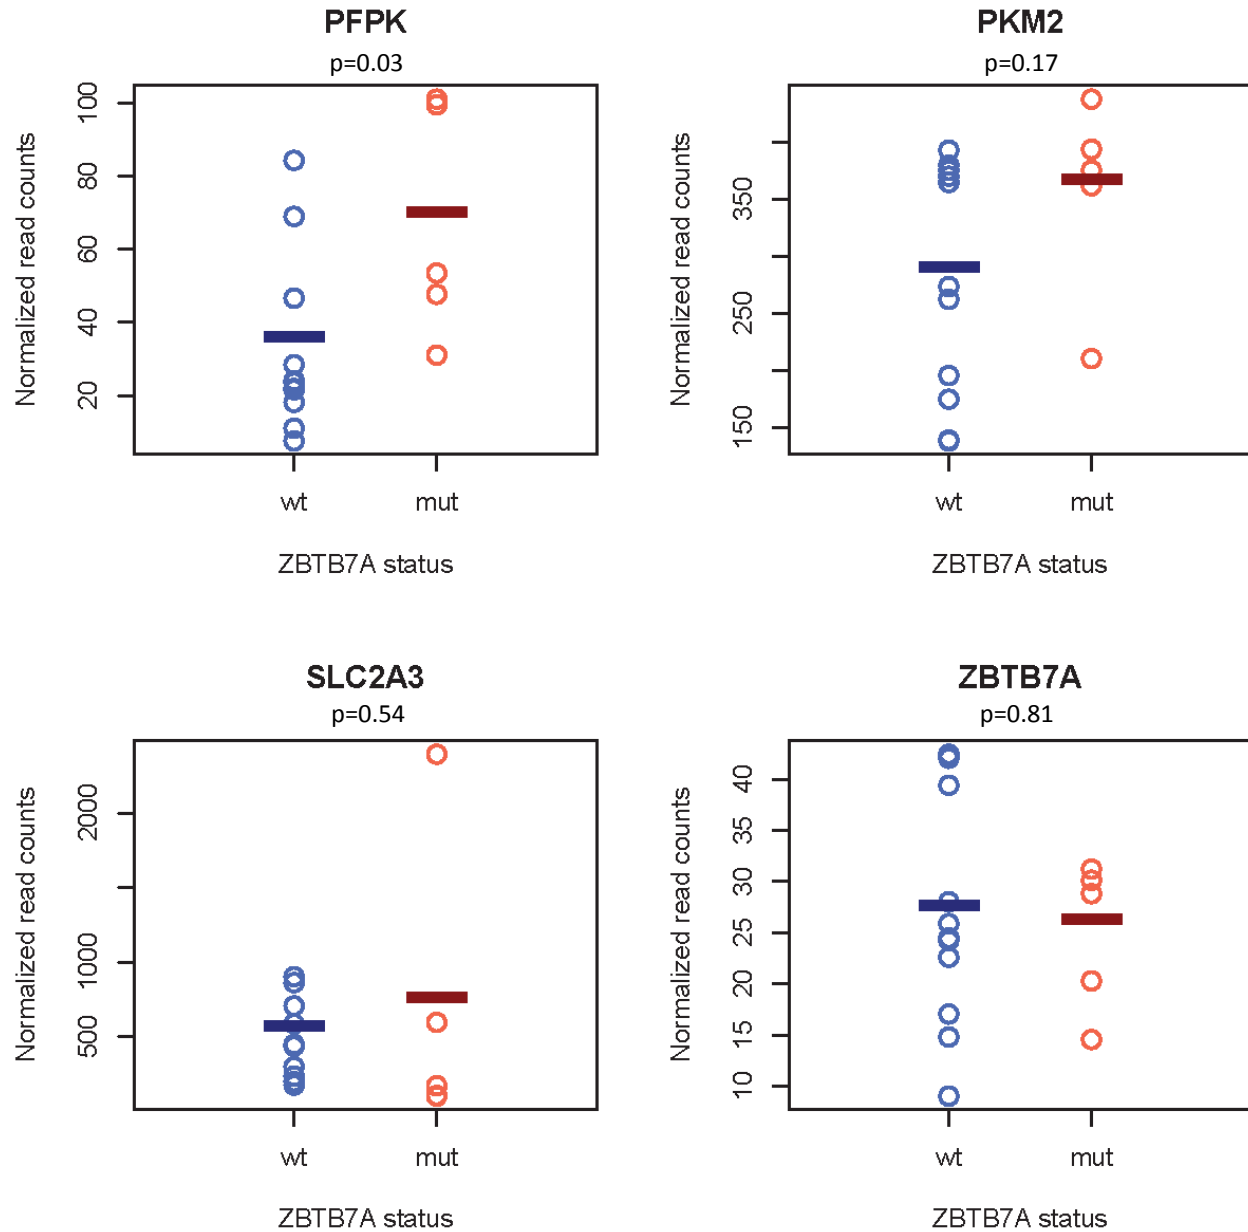 PFPK
p=0.03
Normalized read counts
100
80
60
40
20
wt
mut
ZBTB7A status
PKM2
p=0.17
Normalized read counts
350
250
150
wt
mut
ZBTB7A status
SLC2A3
p=0.54
Normalized read counts
2000
1000
500
wt
mut
ZBTB7A status
ZBTB7A
p=0.81
Normalized read counts
40
35
30
25
20
15
10
wt
mut
ZBTB7A status